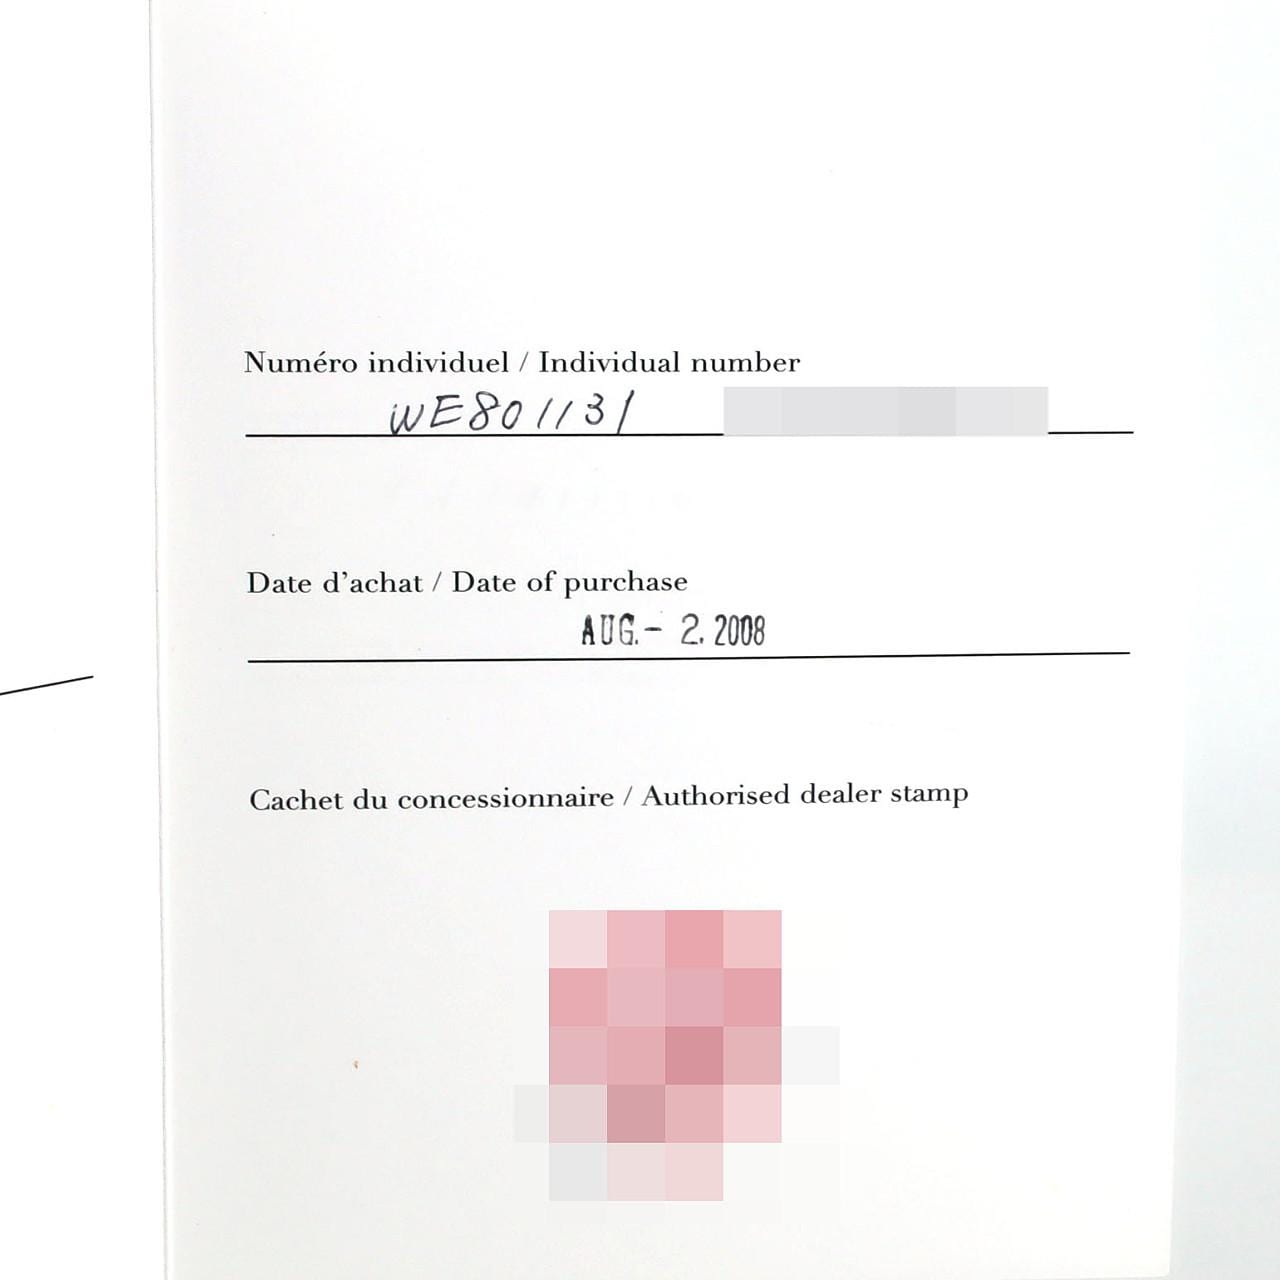 Numéro individuel / Individual number
WE801131
Date d'achat / Date of purchase
AUG.- 2. 2008
Cachet du concessionnaire / Authorised dealer stamp